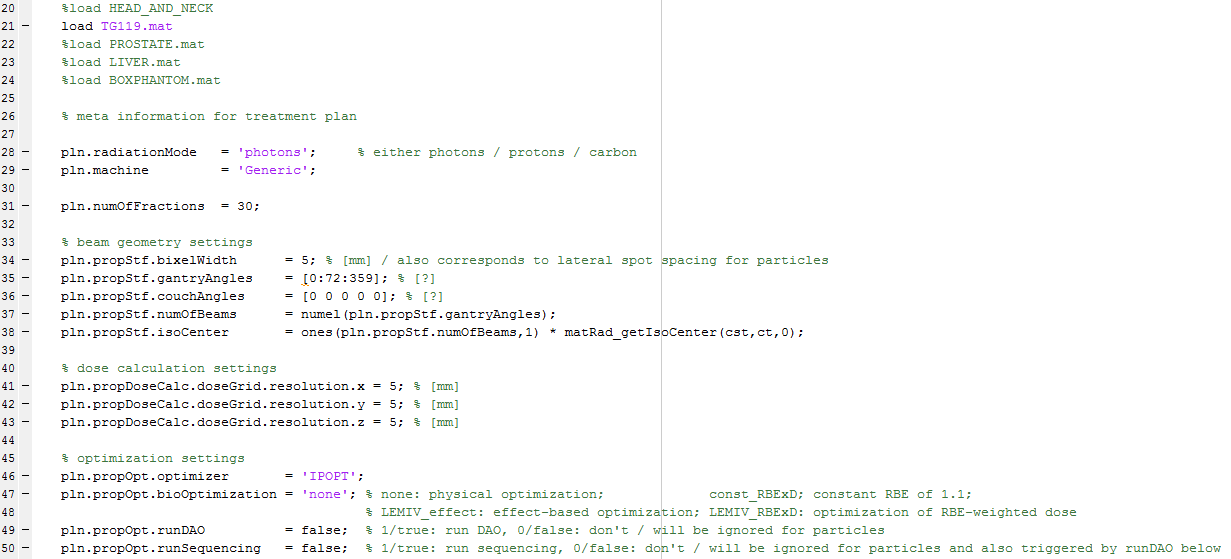 20 %load HEAD_AND_NECK
21 – load TG119.mat
22 %load PROSTATE.mat
23 %load LIVER.mat
24 %load BOXPHANTOM.mat
25
26 % meta information for treatment plan
27
28 – pln.radiationMode = 'photons'; % either photons / protons / carbon
29 – pln.machine = 'Generic';
30
31 – pln.numOfFractions = 30;
32
33 % beam geometry settings
34 – pln.propStf.bixelWidth = 5; % [mm] / also corresponds to lateral spot spacing for particles
35 – pln.propStf.gantryAngles = [0:72:359]; % [?]
36 – pln.propStf.couchAngles = [0 0 0 0 0]; % [?]
37 – pln.propStf.numOfBeams = numel(pln.propStf.gantryAngles);
38 – pln.propStf.isoCenter = ones(pln.propStf.numOfBeams,1) * matRad_getIsoCenter(cst,ct,0);
39
40 % dose calculation settings
41 – pln.propDoseCalc.doseGrid.resolution.x = 5; % [mm]
42 – pln.propDoseCalc.doseGrid.resolution.y = 5; % [mm]
43 – pln.propDoseCalc.doseGrid.resolution.z = 5; % [mm]
44
45 % optimization settings
46 – pln.propOpt.optimizer = 'IPOPT';
47 – pln.propOpt.bioOptimization = 'none'; % none: physical optimization; const_RBExD; constant RBE of 1.1;
48 % LEMIV_effect: effect-based optimization; LEMIV_RBExD: optimization of RBE-weighted dose
49 – pln.propOpt.runDAO = false; % 1/true: run DAO, 0/false: don't / will be ignored for particles
50 – pln.propOpt.runSequencing = false; % 1/true: run sequencing, 0/false: don't / will be ignored for particles and also triggered by runDAO below